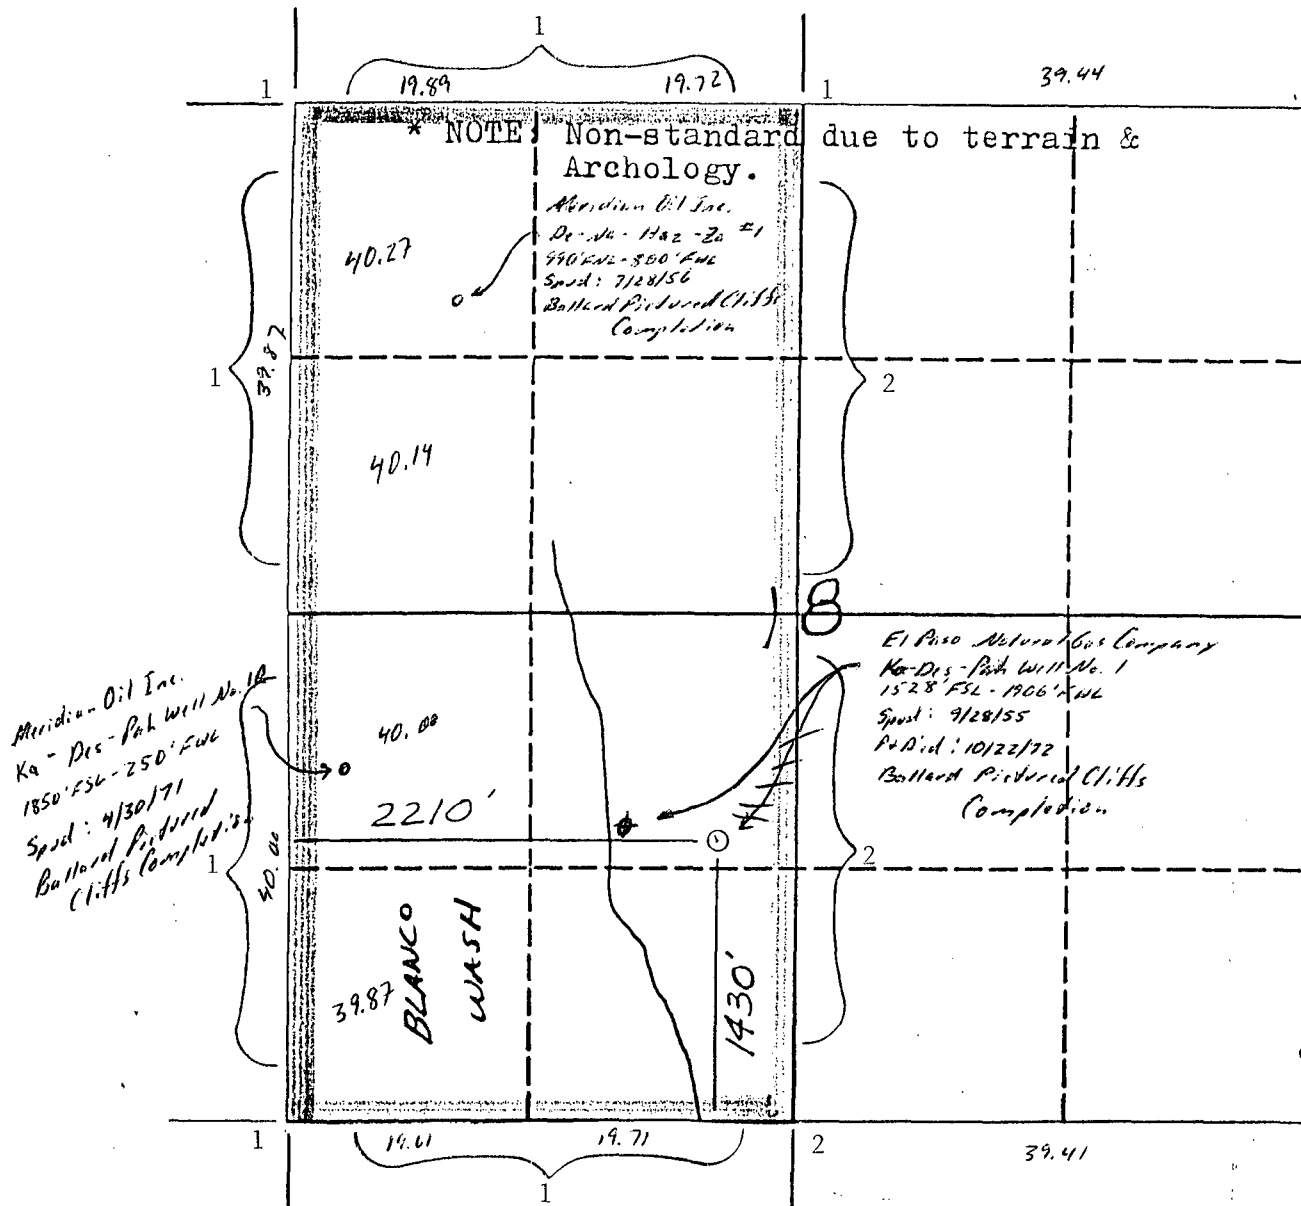 1
19.89 19.72
39.44
1
1
* NOTE: Non-standard due to terrain &
Archology.
Meridian Oil Inc.
#1
990'FNL - 800'FWL
Spud: 7/28/56
Ballard Pictured Cliffs
Completion
40.27
1
39.87
2
40.14
18
El Paso Natural Gas Company
Ka-Des-Pah Well No. 1
1528'FSL - 1906'FWL
Spud: 9/28/55
P&A'd: 10/22/72
Ballard Pictured Cliffs
Completion
Meridian Oil Inc.
Ka-Des-Pah Well No. 1R
1850'FSL - 250'FWL
Spud: 4/30/71
Ballard Pictured
Cliffs Completion
40.00
2210'
1
40.00
2
39.87
BLANCO
WASH
1430'
1
19.61 19.71
2
39.41
1